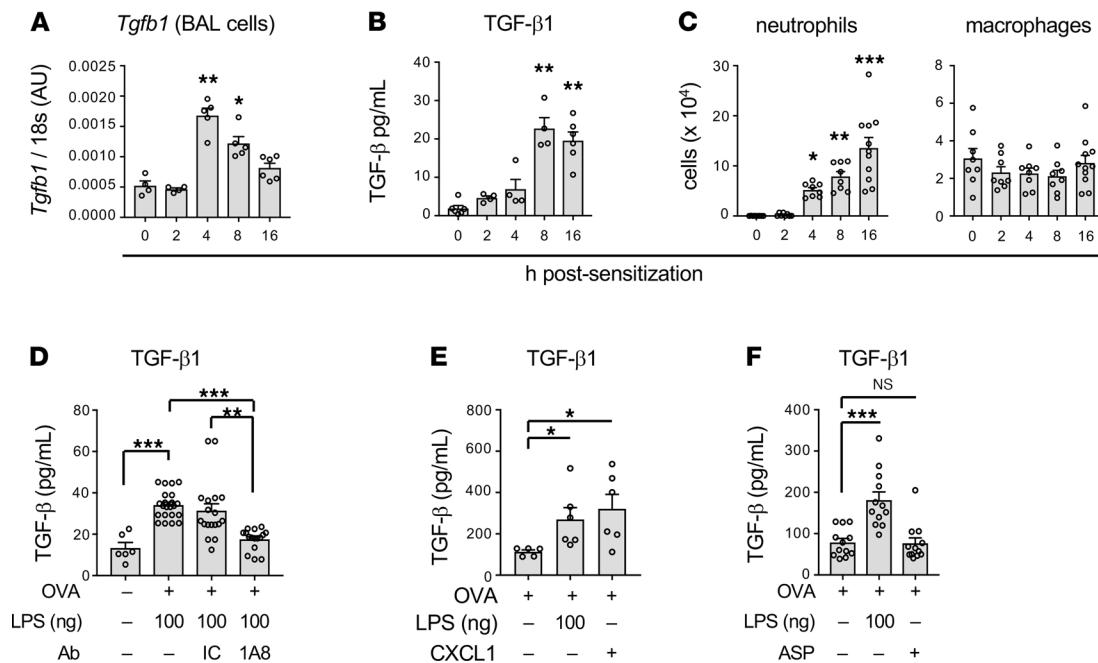 A Tgfb1 (BAL cells)
Tgfb1 / 18s (AU)
0.0025
0.0020
0.0015
0.0010
0.0005
0.0000
** *
0 2 4 8 16
B TGF-β1
TGF-β pg/mL
40
30
20
10
0
** **
0 2 4 8 16
C neutrophils
cells (x 10⁴)
30
20
10
0
* ** ***
0 2 4 8 16
macrophages
8
6
4
2
0
0 2 4 8 16
h post-sensitization
D TGF-β1
TGF-β (pg/mL)
80
60
40
20
0
***
**
***
OVA – + + +
LPS (ng) – 100 100 100
Ab – – IC 1A8
E TGF-β1
TGF-β (pg/mL)
800
600
400
200
0
*
*
OVA + + +
LPS (ng) – 100 –
CXCL1 – – +
F TGF-β1
TGF-β (pg/mL)
400
300
200
100
0
NS
***
OVA + + +
LPS (ng) – 100 –
ASP – – +